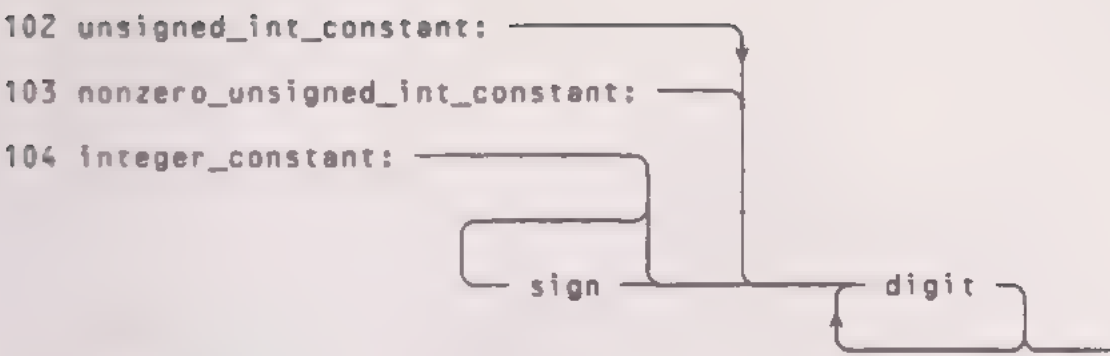 102 unsigned_int_constant:
103 nonzero_unsigned_int_constant:
104 integer_constant:
sign digit